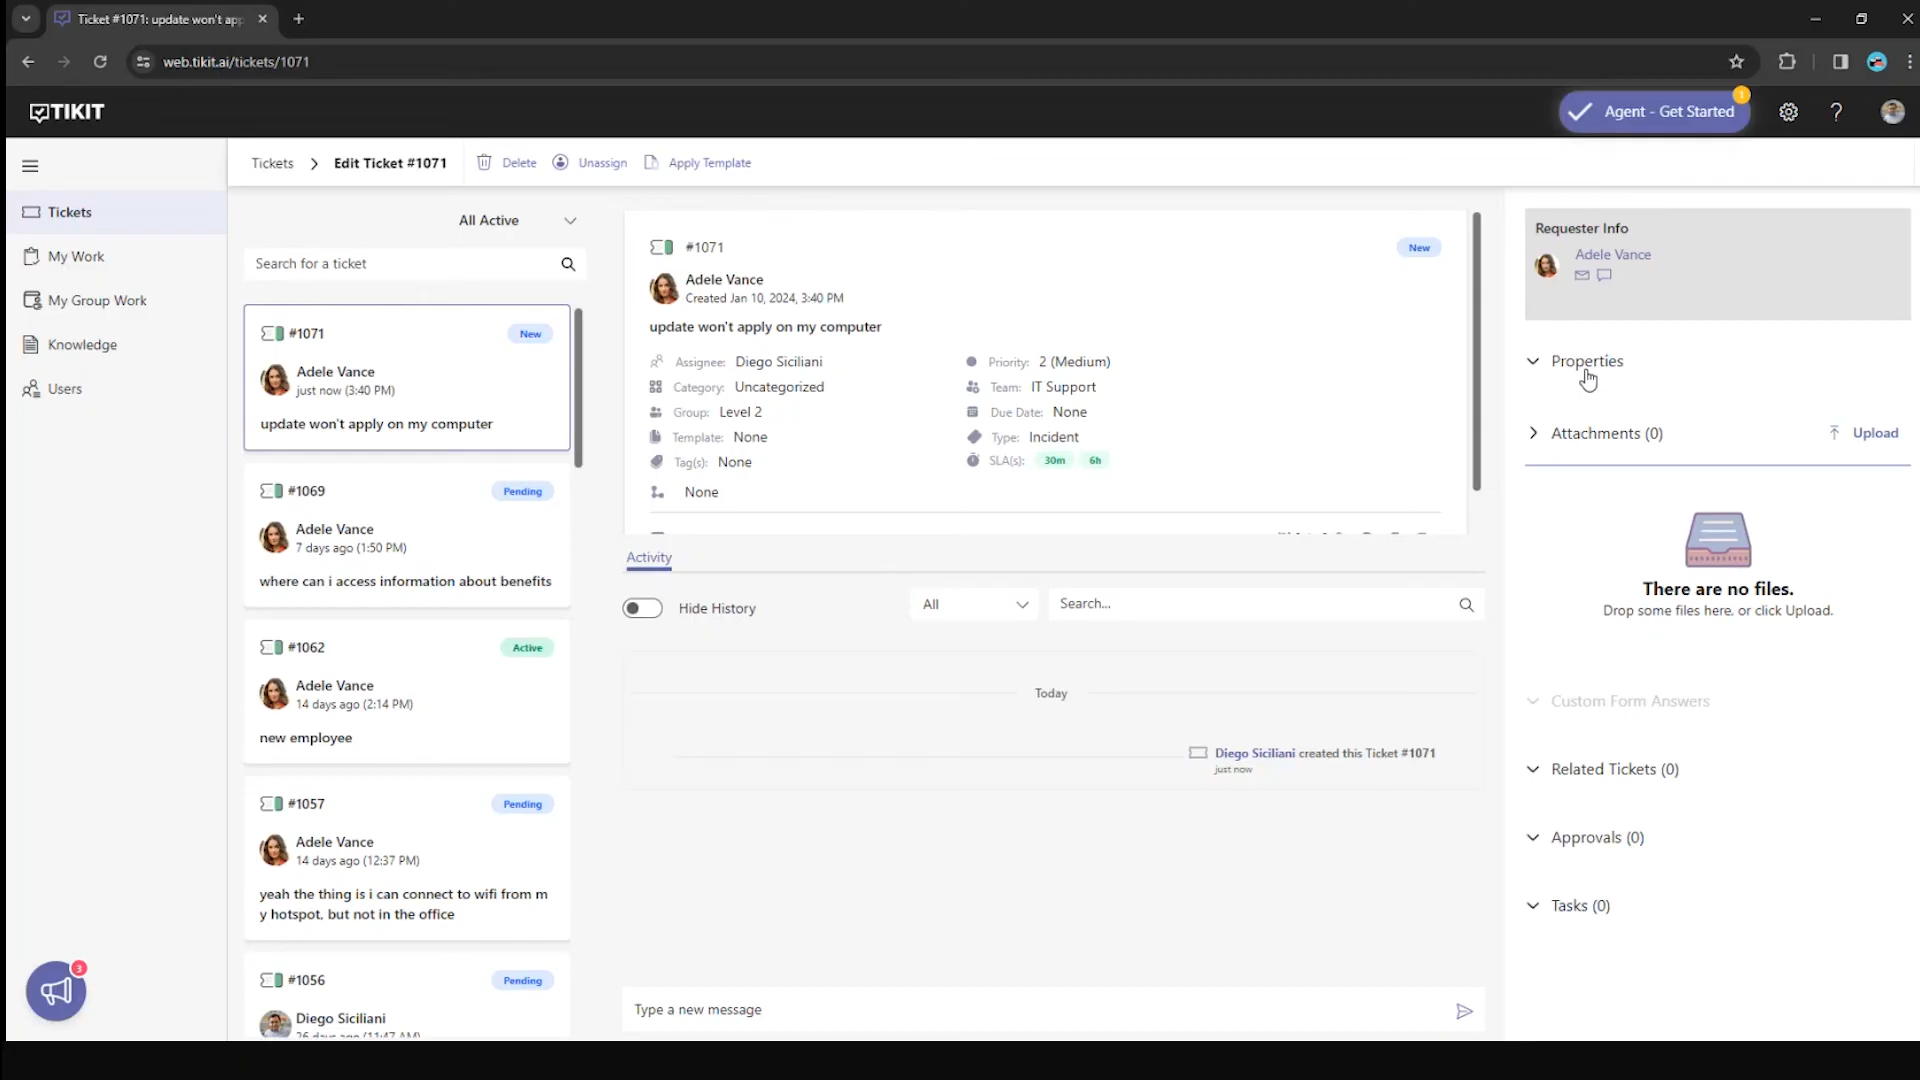 Ticket #1071: update won't app
web.tikit.ai/tickets/1071
TIKIT
Agent - Get Started
1
Tickets
My Work
My Group Work
Knowledge
Users
3
Tickets > Edit Ticket #1071
Delete
Unassign
Apply Template
All Active
Search for a ticket
#1071
New
Adele Vance
just now (3:40 PM)
update won't apply on my computer
#1069
Pending
Adele Vance
7 days ago (1:50 PM)
where can i access information about benefits
#1062
Active
Adele Vance
14 days ago (2:14 PM)
new employee
#1057
Pending
Adele Vance
14 days ago (12:37 PM)
yeah the thing is i can connect to wifi from m
y hotspot, but not in the office
#1056
Pending
Diego Siciliani
26 days ago (11:47 AM)
#1071
New
Adele Vance
Created Jan 10, 2024, 3:40 PM
update won't apply on my computer
Assignee: Diego Siciliani
Priority: 2 (Medium)
Category: Uncategorized
Team: IT Support
Group: Level 2
Due Date: None
Template: None
Type: Incident
Tag(s): None
SLA(s): 30m 6h
None
Activity
Hide History
All
Search...
Today
Diego Siciliani created this Ticket #1071
just now
Type a new message
Requester Info
Adele Vance
Properties
Attachments (0)
Upload
There are no files.
Drop some files here, or click Upload.
Custom Form Answers
Related Tickets (0)
Approvals (0)
Tasks (0)